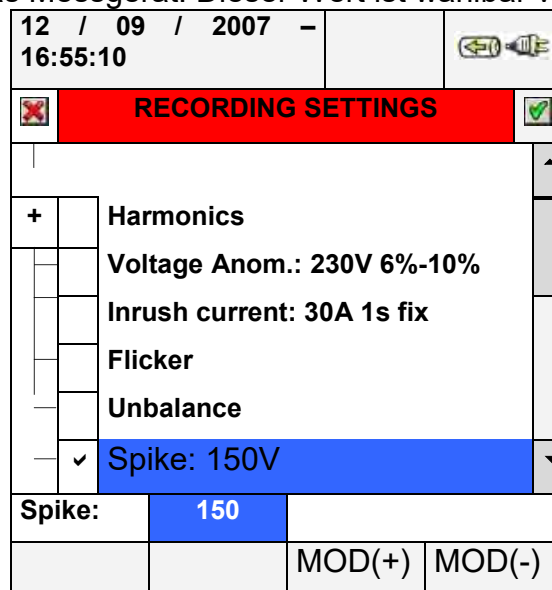 12 / 09 / 2007 –
16:55:10
RECORDING SETTINGS
+ Harmonics
Voltage Anom.: 230V 6%-10%
Inrush current: 30A 1s fix
Flicker
Unbalance
Spike: 150V
Spike: 150
MOD(+) MOD(-)